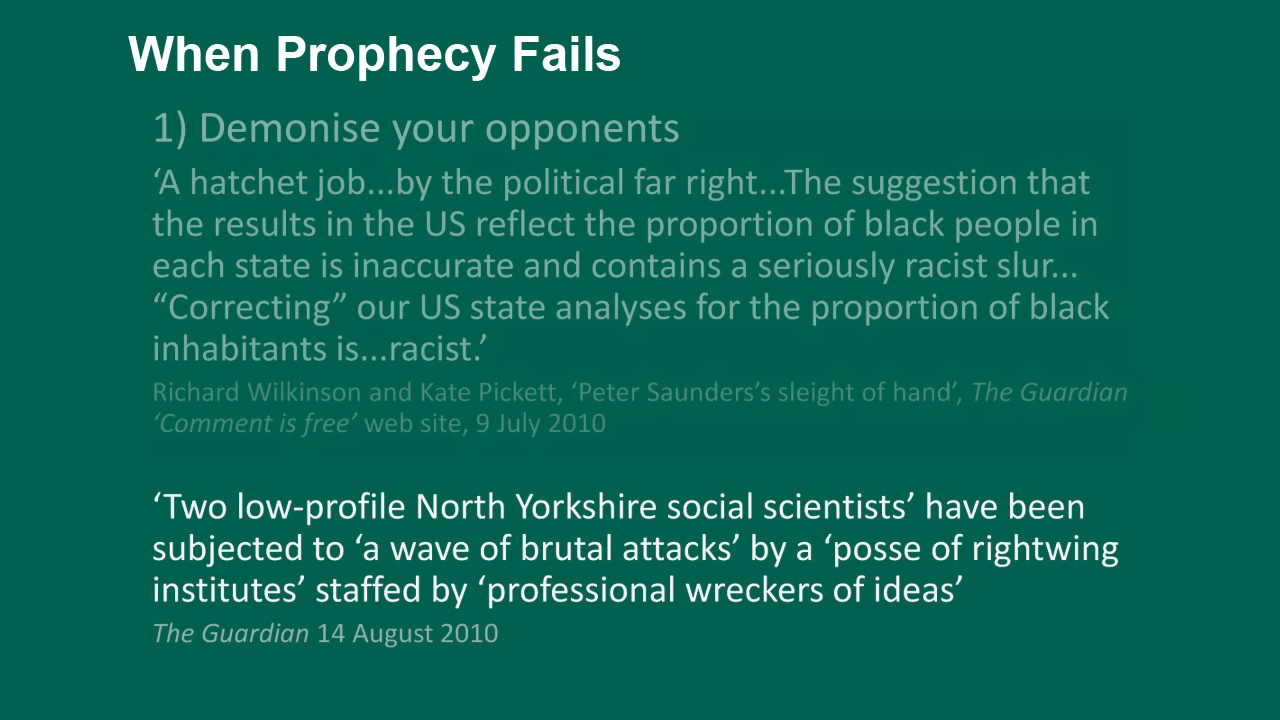 When Prophecy Fails
1) Demonise your opponents
‘A hatchet job...by the political far right...The suggestion that
the results in the US reflect the proportion of black people in
each state is inaccurate and contains a seriously racist slur...
“Correcting” our US state analyses for the proportion of black
inhabitants is...racist.’
Richard Wilkinson and Kate Pickett, ‘Peter Saunders’s sleight of hand’, The Guardian
‘Comment is free’ web site, 9 July 2010
‘Two low-profile North Yorkshire social scientists’ have been
subjected to ‘a wave of brutal attacks’ by a ‘posse of rightwing
institutes’ staffed by ‘professional wreckers of ideas’
The Guardian 14 August 2010